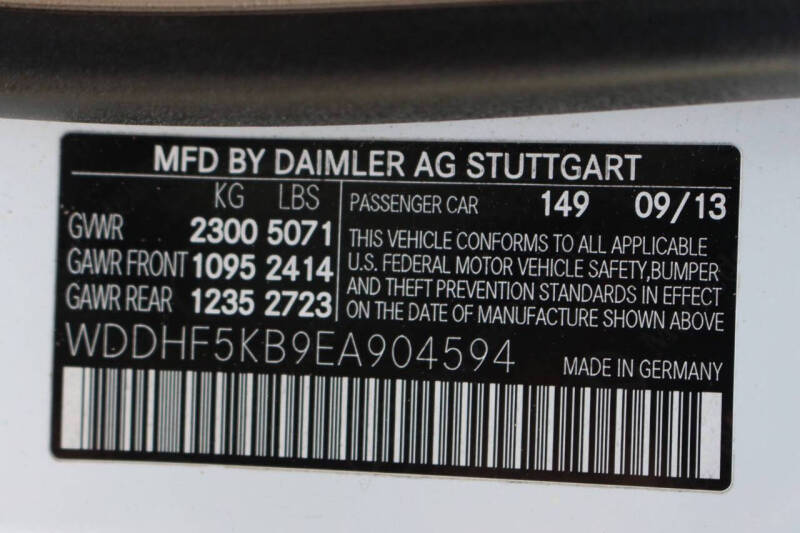 MFD BY DAIMLER AG STUTTGART
KG LBS
GVWR 2300 5071
GAWR FRONT 1095 2414
GAWR REAR 1235 2723
PASSENGER CAR 149 09/13
THIS VEHICLE CONFORMS TO ALL APPLICABLE
U.S. FEDERAL MOTOR VEHICLE SAFETY,BUMPER
AND THEFT PREVENTION STANDARDS IN EFFECT
ON THE DATE OF MANUFACTURE SHOWN ABOVE
WDDHF5KB9EA904594
MADE IN GERMANY